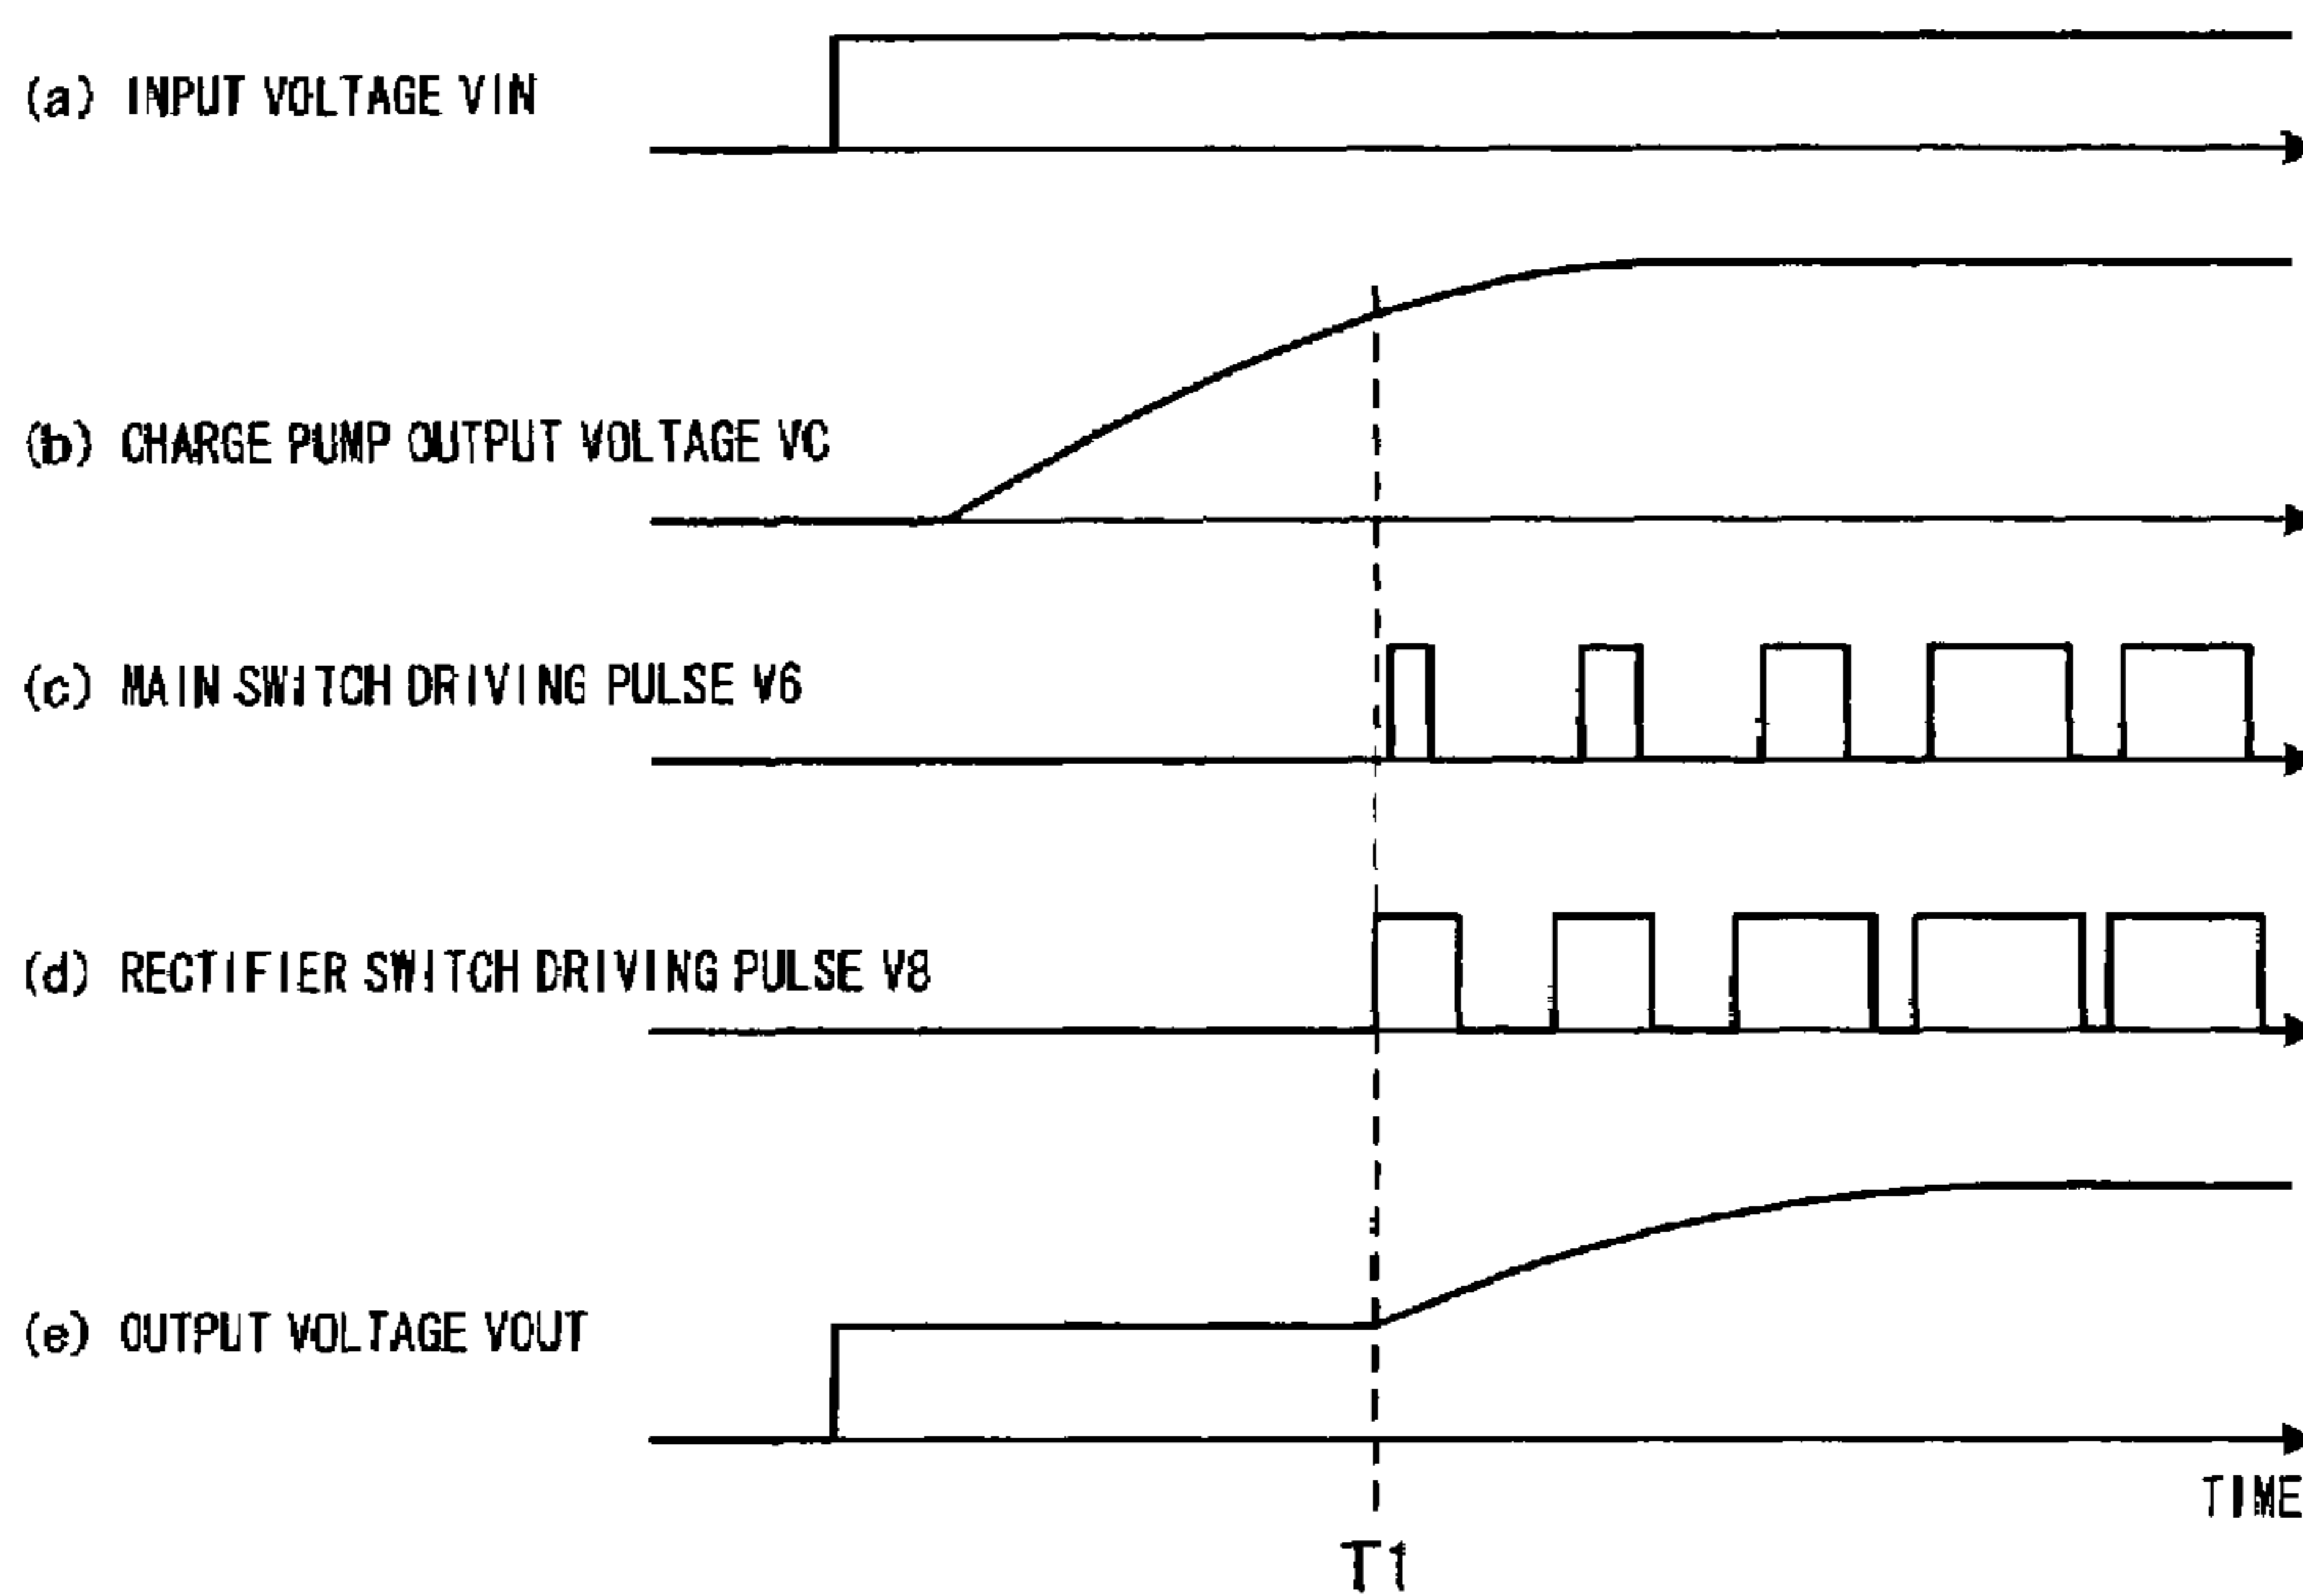 (a) INPUT VOLTAGE VIN
(b) CHARGE PUMP OUTPUT VOLTAGE VC
(c) MAIN SWITCH DRIVING PULSE V6
(d) RECTIFIER SWITCH DRIVING PULSE V8
(e) OUTPUT VOLTAGE VOUT
TIME
T1